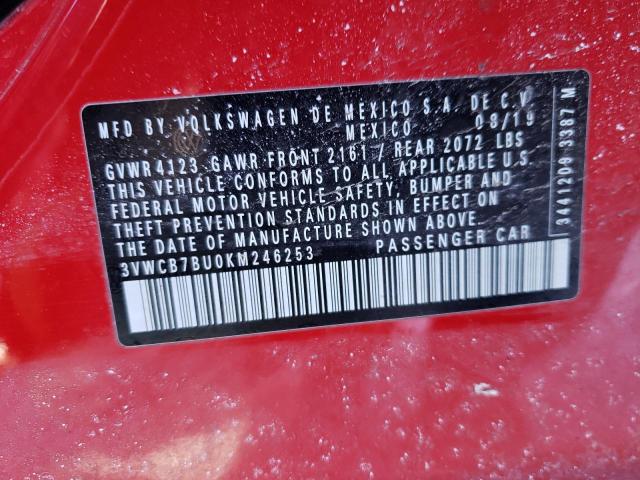 MFD BY VOLKSWAGEN DE MEXICO S.A. DE C.V
MEXICO 08/19
GVWR 4123 GAWR FRONT 2161 / REAR 2072 LBS
THIS VEHICLE CONFORMS TO ALL APPLICABLE U.S.
FEDERAL MOTOR VEHICLE SAFETY, BUMPER AND
THEFT PREVENTION STANDARDS IN EFFECT ON
THE DATE OF MANUFACTURE SHOWN ABOVE.
3VWCB7BU0KM246253 PASSENGER CAR
3441209 3387 M